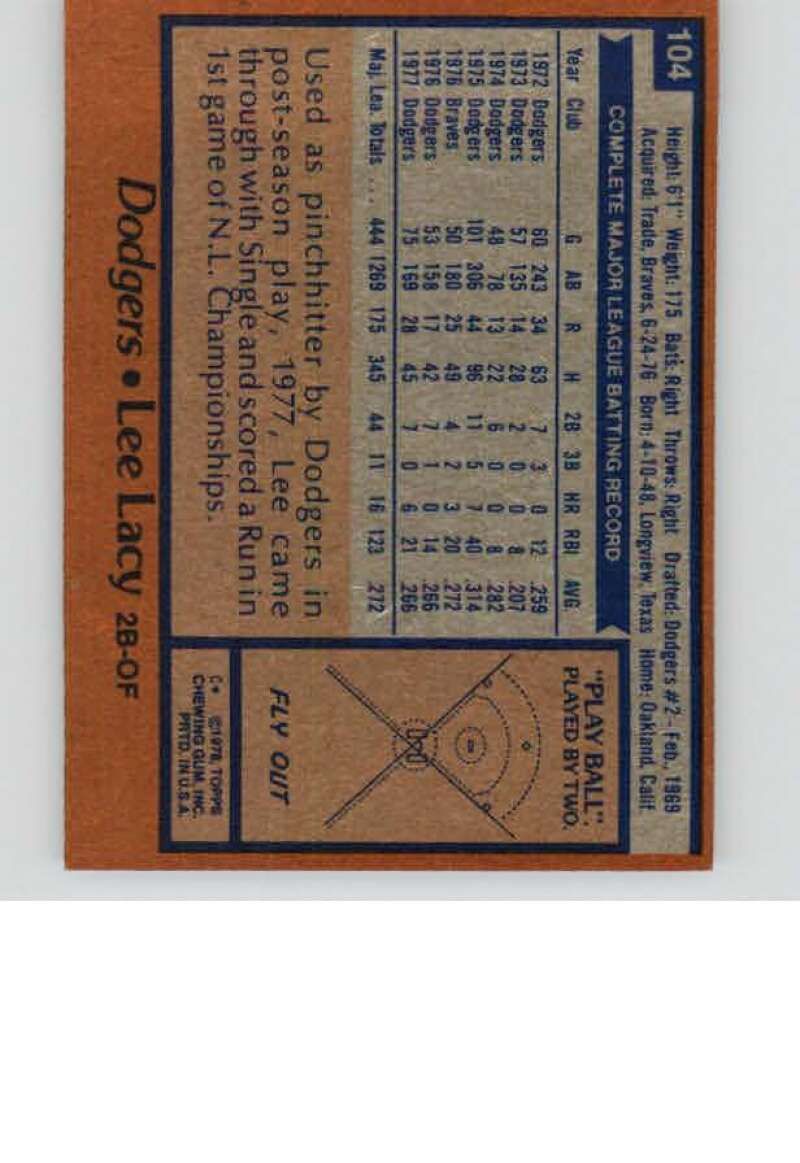 104
Height: 6'1" Weight: 175 Bats: Right Throws: Right Drafted: Dodgers #2 - Feb., 1969
Acquired: Trade, Braves, 6-24-76 Born: 4-10-48, Longview, Texas Home: Oakland, Calif.
COMPLETE MAJOR LEAGUE BATTING RECORD
Year Club G AB R H 2B 3B HR RBI AVG.
1972 Dodgers 60 243 34 63 7 3 0 12 .259
1973 Dodgers 57 135 14 28 2 0 0 8 .207
1974 Dodgers 48 78 13 22 6 0 0 8 .282
1975 Dodgers 101 306 44 96 11 5 7 40 .314
1976 Braves 50 180 25 49 4 2 3 20 .272
1976 Dodgers 53 158 17 42 7 1 0 14 .266
1977 Dodgers 75 169 28 45 7 0 6 21 .266
Maj. Lea. Totals . . . 444 1269 175 345 44 11 16 123 .272
Used as pinchhitter by Dodgers in
post-season play, 1977, Lee came
through with Single and scored a Run in
1st game of N.L. Championships.
"PLAY BALL".
PLAYED BY TWO.
FLY OUT
C* ©1978, TOPPS
CHEWING GUM, INC.
PRTD. IN U.S.A.
Dodgers • Lee Lacy 2B-OF